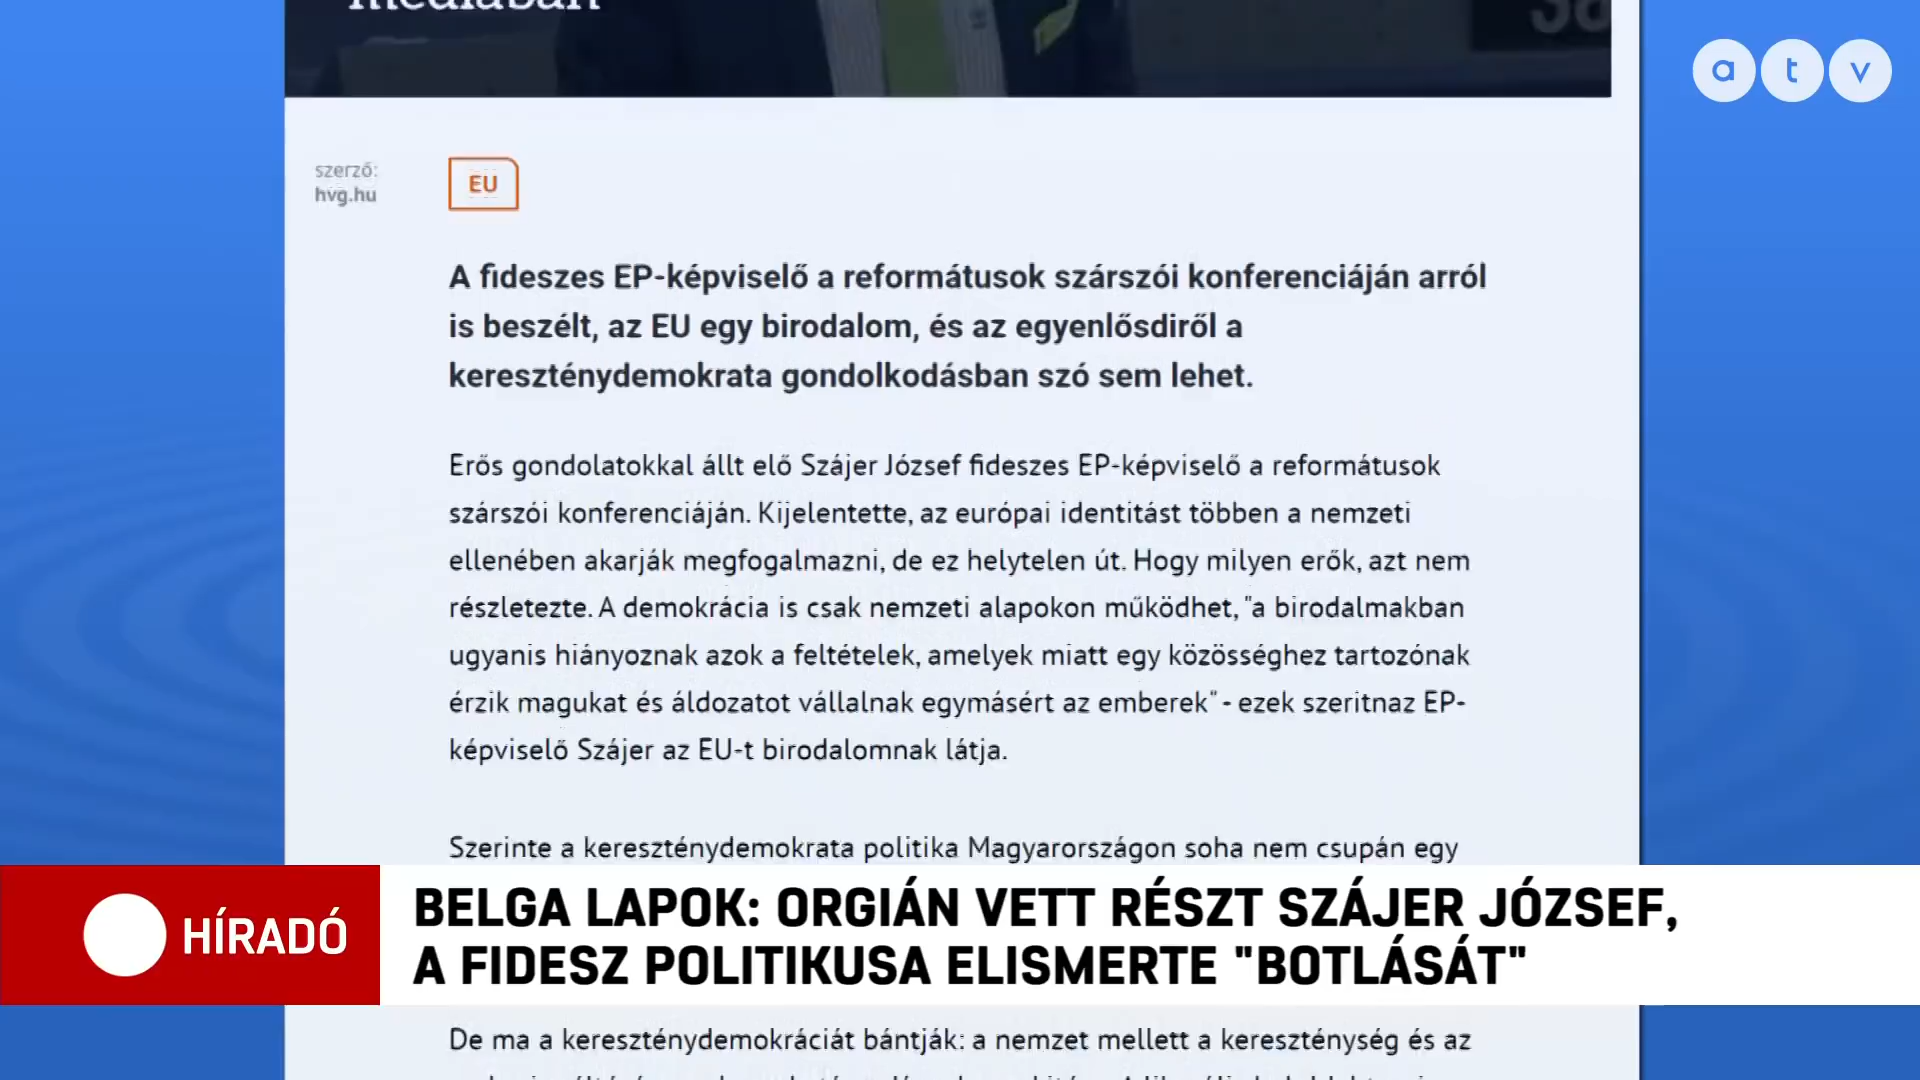 médiában
a t v
szerző:
hvg.hu
EU
A fideszes EP-képviselő a reformátusok szárszói konferenciáján arról
is beszélt, az EU egy birodalom, és az egyenlősdiről a
kereszténydemokrata gondolkodásban szó sem lehet.
Erős gondolatokkal állt elő Szájer József fideszes EP-képviselő a reformátusok
szárszói konferenciáján. Kijelentette, az európai identitást többen a nemzeti
ellenében akarják megfogalmazni, de ez helytelen út. Hogy milyen erők, azt nem
részletezte. A demokrácia is csak nemzeti alapokon működhet, "a birodalmakban
ugyanis hiányoznak azok a feltételek, amelyek miatt egy közösséghez tartozónak
érzik magukat és áldozatot vállalnak egymásért az emberek" - ezek szeritnaz EP-
képviselő Szájer az EU-t birodalomnak látja.
Szerinte a kereszténydemokrata politika Magyarországon soha nem csupán egy
HÍRADÓ
BELGA LAPOK: ORGIÁN VETT RÉSZT SZÁJER JÓZSEF,
A FIDESZ POLITIKUSA ELISMERTE "BOTLÁSÁT"
De ma a kereszténydemokráciát bántják: a nemzet mellett a kereszténység és az